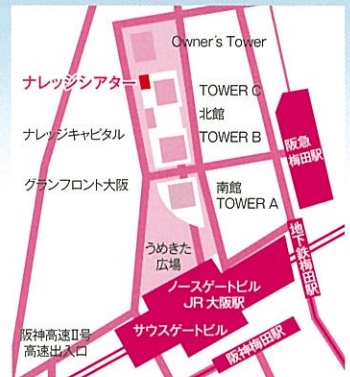 Owner's Tower
ナレッジシアター
TOWER C
北館
TOWER B
ナレッジキャピタル
阪急
梅田駅
グランフロント大阪
南館
TOWER A
うめきた
広場
地下鉄梅田駅
ノースゲートビル
JR 大阪駅
サウスゲートビル
阪神高速II号
高速出入口
阪神梅田駅